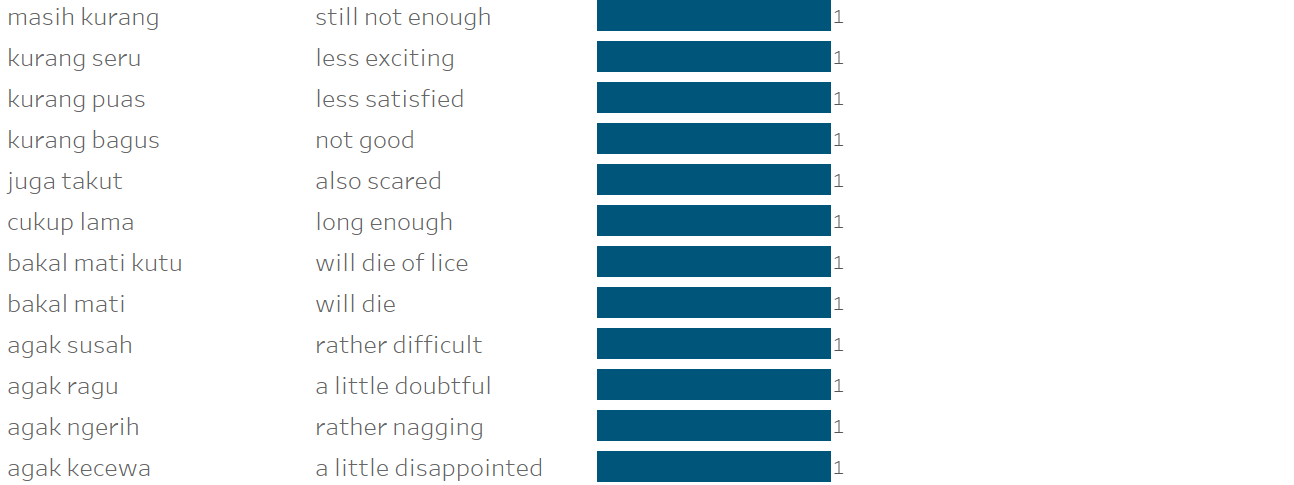 masih kurang still not enough 1
kurang seru less exciting 1
kurang puas less satisfied 1
kurang bagus not good 1
juga takut also scared 1
cukup lama long enough 1
bakal mati kutu will die of lice 1
bakal mati will die 1
agak susah rather difficult 1
agak ragu a little doubtful 1
agak ngerih rather nagging 1
agak kecewa a little disappointed 1